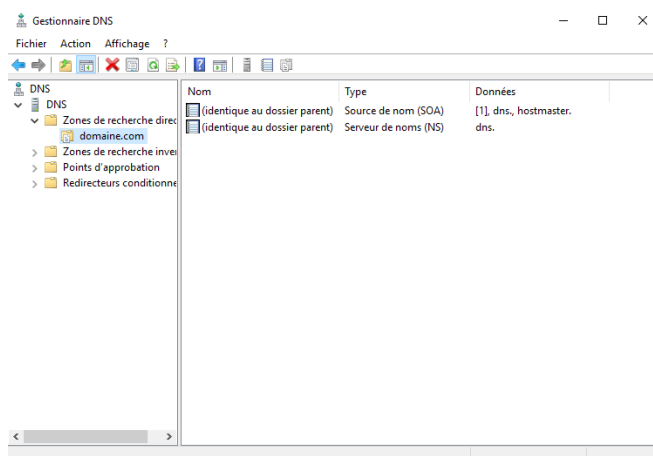 Gestionnaire DNS
Fichier Action Affichage ?
DNS
DNS
Zones de recherche direc
domaine.com
Zones de recherche inver
Points d'approbation
Redirecteurs conditionne
Nom Type Données
(identique au dossier parent) Source de nom (SOA) [1], dns., hostmaster.
(identique au dossier parent) Serveur de noms (NS) dns.